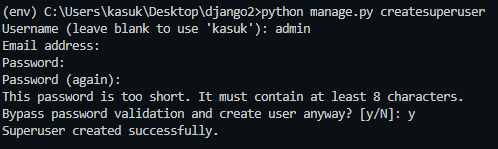 (env) C:\Users\kasuk\Desktop\django2>python manage.py createsuperuser
Username (leave blank to use 'kasuk'): admin
Email address:
Password:
Password (again):
This password is too short. It must contain at least 8 characters.
Bypass password validation and create user anyway? [y/N]: y
Superuser created successfully.